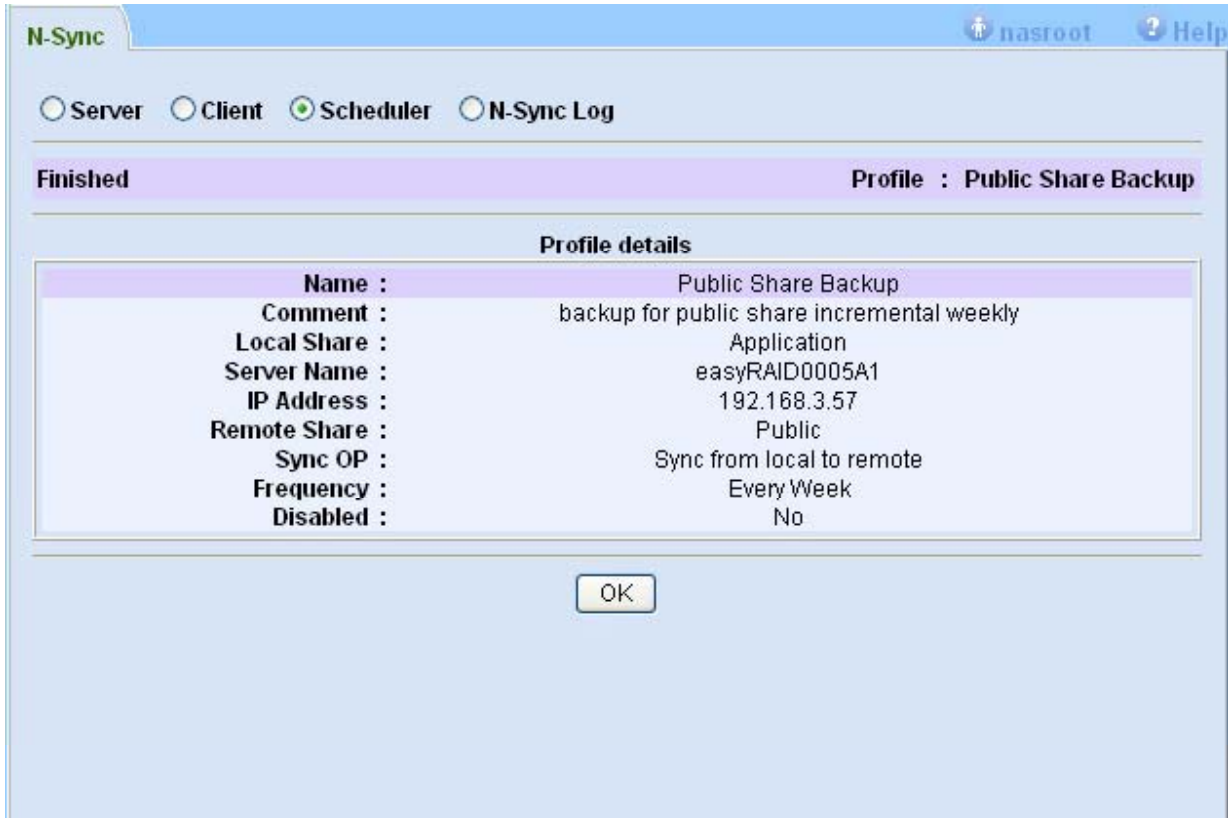 N-Sync
nasroot Help
Server Client Scheduler N-Sync Log
Finished Profile : Public Share Backup
Profile details
Name : Public Share Backup
Comment : backup for public share incremental weekly
Local Share : Application
Server Name : easyRAID0005A1
IP Address : 192.168.3.57
Remote Share : Public
Sync OP : Sync from local to remote
Frequency : Every Week
Disabled : No
OK